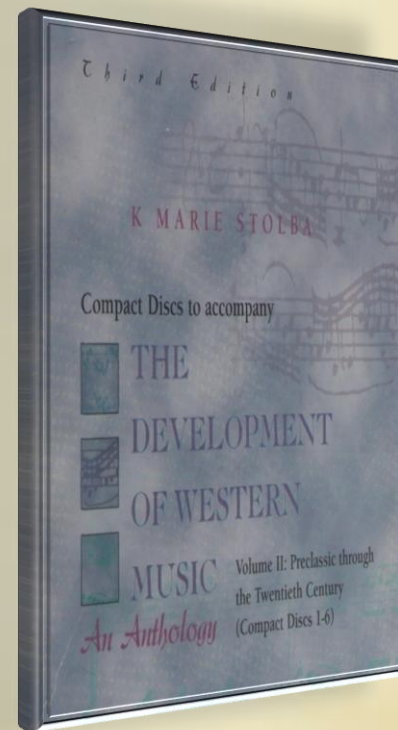 Third Edition
K MARIE STOLBA
Compact Discs to accompany
THE
DEVELOPMENT
OF WESTERN
MUSIC
An Anthology
Volume II: Preclassic through
the Twentieth Century
(Compact Discs 1-6)